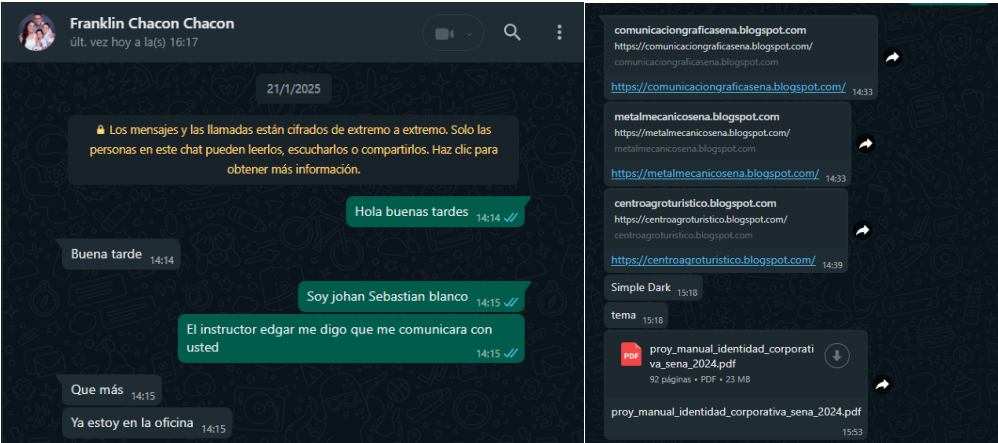 Franklin Chacon Chacon
últ. vez hoy a la(s) 16:17
21/1/2025
Los mensajes y las llamadas están cifrados de extremo a extremo. Solo las
personas en este chat pueden leerlos, escucharlos o compartirlos. Haz clic para
obtener más información.
Hola buenas tardes 14:14
Buena tarde 14:14
Soy johan Sebastian blanco 14:15
El instructor edgar me digo que me comunicara con
usted
14:15
Que más 14:15
Ya estoy en la oficina 14:15
comunicaciongraficasena.blogspot.com
https://comunicaciongraficasena.blogspot.com/
comunicaciongraficasena.blogspot.com
https://comunicaciongraficasena.blogspot.com/ 14:33
metalmecanicosena.blogspot.com
https://metalmecanicosena.blogspot.com/
metalmecanicosena.blogspot.com
https://metalmecanicosena.blogspot.com/ 14:33
centroagroturistico.blogspot.com
https://centroagroturistico.blogspot.com/
centroagroturistico.blogspot.com
https://centroagroturistico.blogspot.com/ 14:39
Simple Dark 15:18
tema 15:18
PDF
proy_manual_identidad_corporati
va_sena_2024.pdf
92 páginas • PDF • 23 MB
proy_manual_identidad_corporativa_sena_2024.pdf
15:53